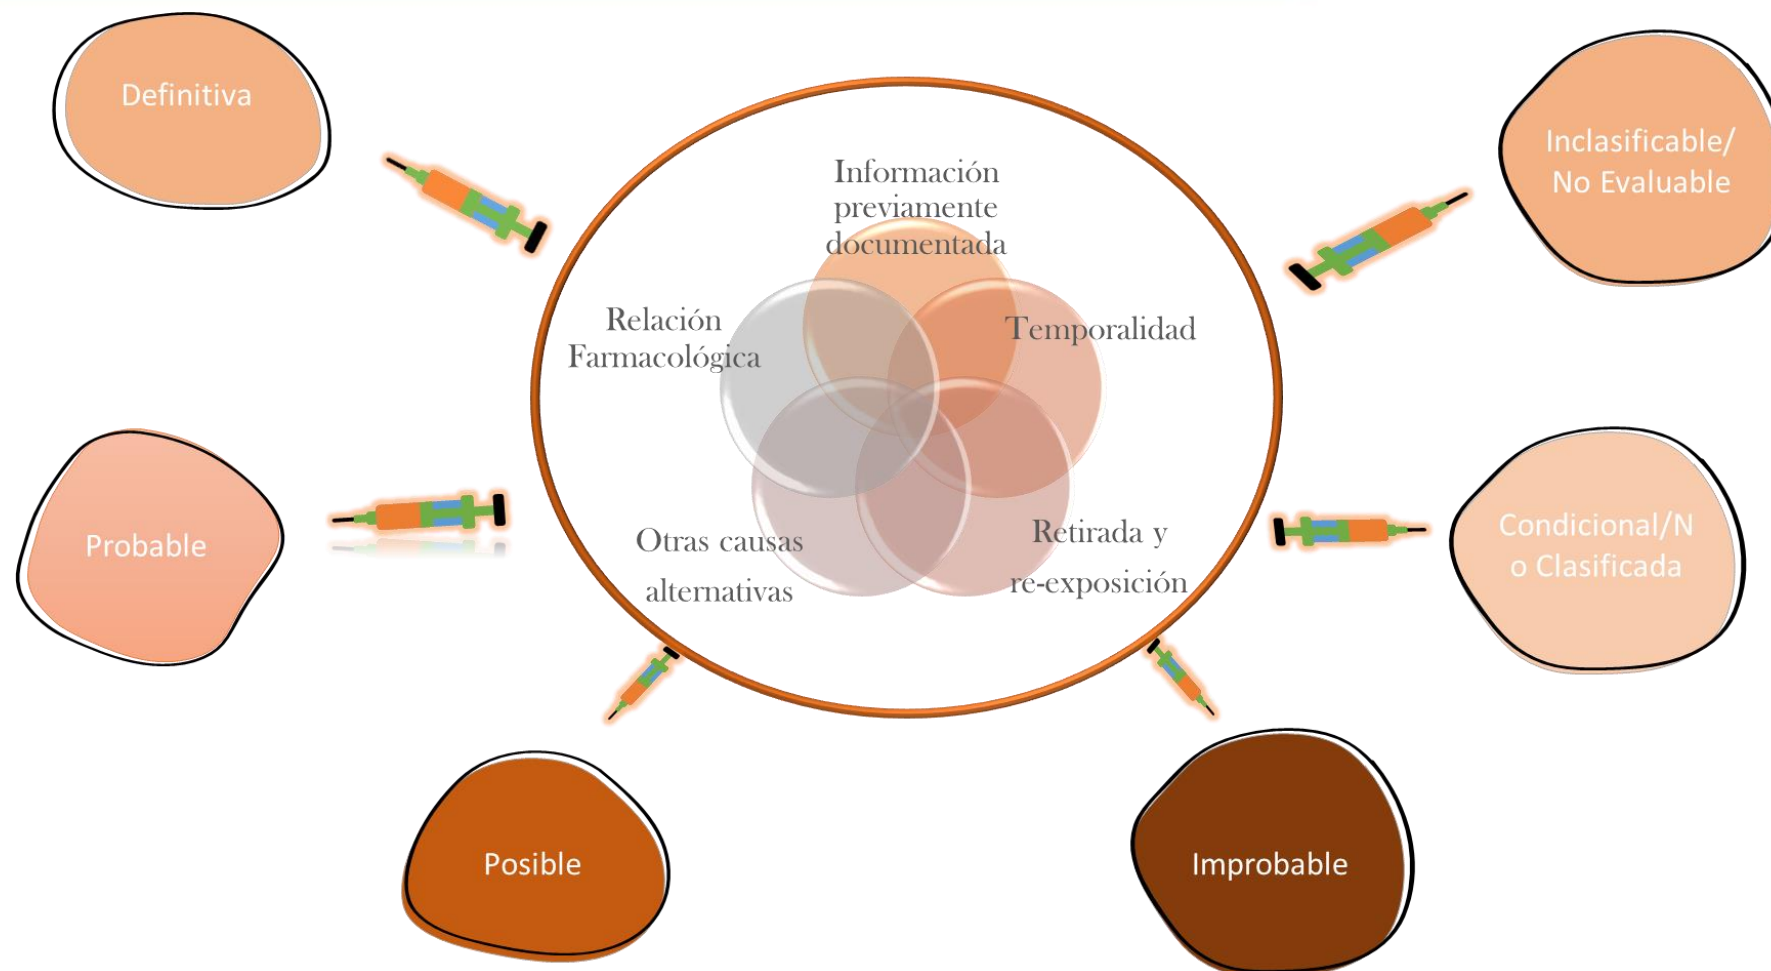 Definitiva
Inclasificable/
No Evaluable
Información
previamente
documentada
Relación
Farmacológica
Temporalidad
Probable
Otras causas
alternativas
Retirada y
re-exposición
Condicional/N
o Clasificada
Posible
Improbable